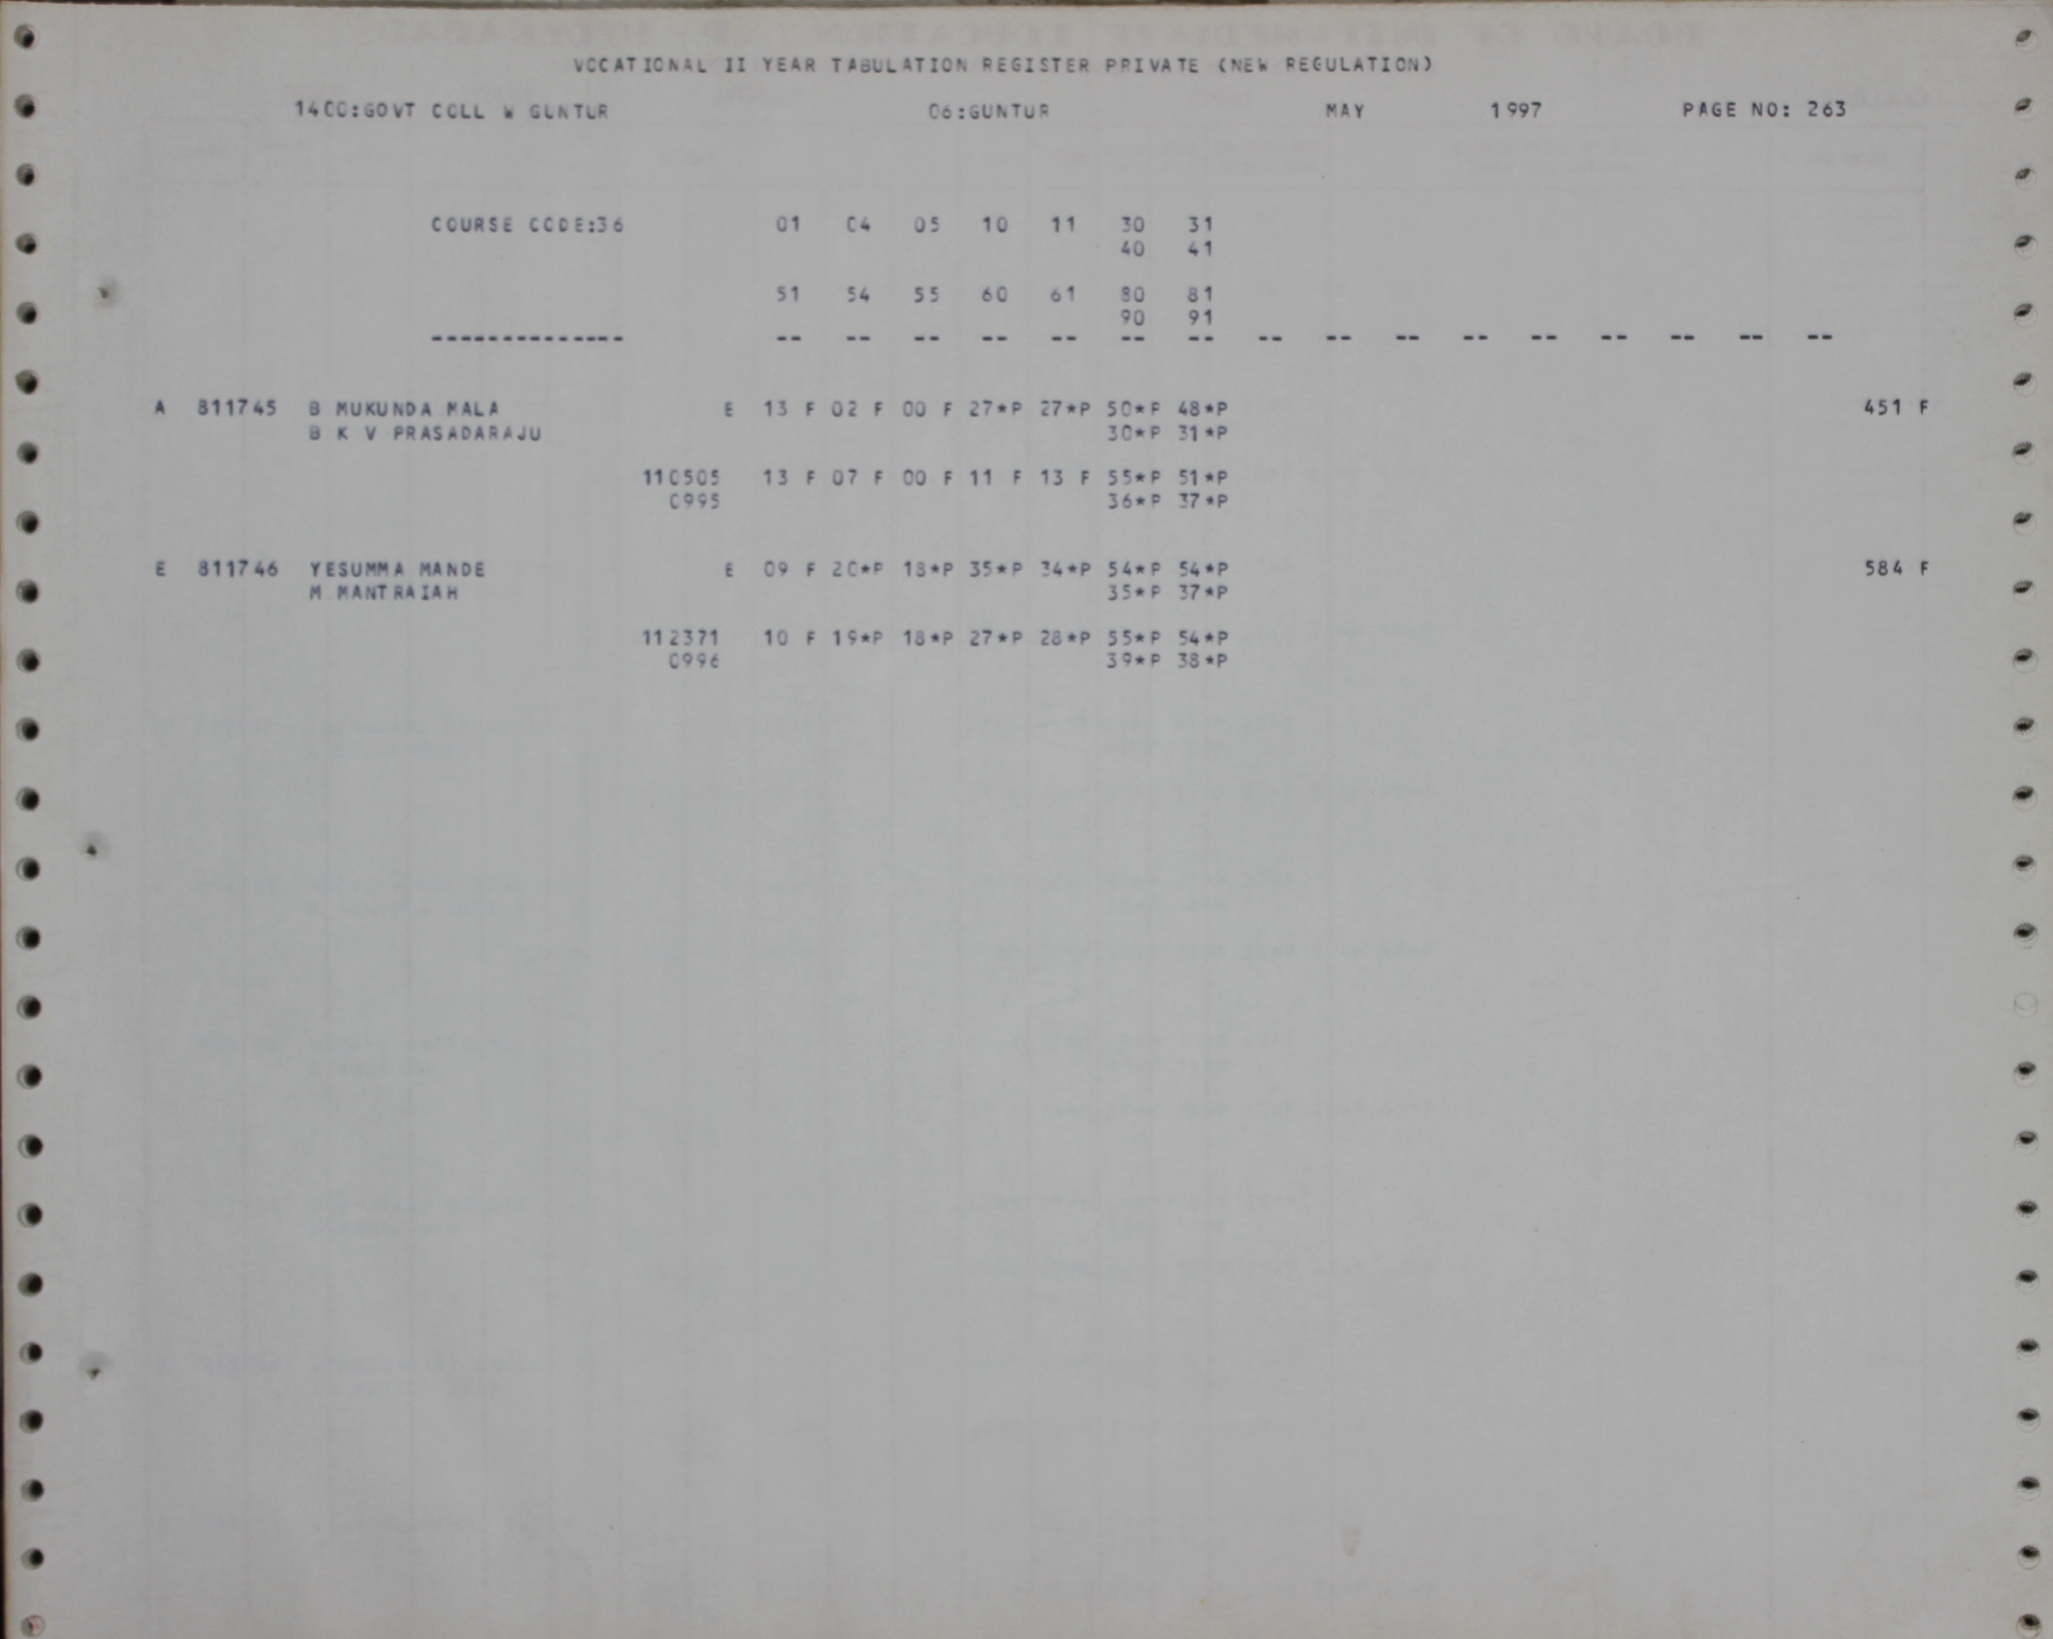 VOCATIONAL II YEAR TABULATION REGISTER PRIVATE (NEW REGULATION)
1400:GOVT COLL W GUNTUR 06:GUNTUR MAY 1997 PAGE NO: 263
COURSE CODE:36 01 04 05 10 11 30 31
40 41
51 54 55 60 61 80 81
90 91
-------------- -- -- -- -- -- -- -- -- -- -- -- -- -- -- -- --
A 811745 B MUKUNDA MALA E 13 F 02 F 00 F 27*P 27*P 50*P 48*P 451 F
B K V PRASADARAJU 30*P 31*P
110505 13 F 07 F 00 F 11 F 13 F 55*P 51*P
0995 36*P 37*P
E 811746 YESUMMA MANDE E 09 F 20*P 18*P 35*P 34*P 54*P 54*P 584 F
M MANTRAIAH 35*P 37*P
112371 10 F 19*P 18*P 27*P 28*P 55*P 54*P
0996 39*P 38*P